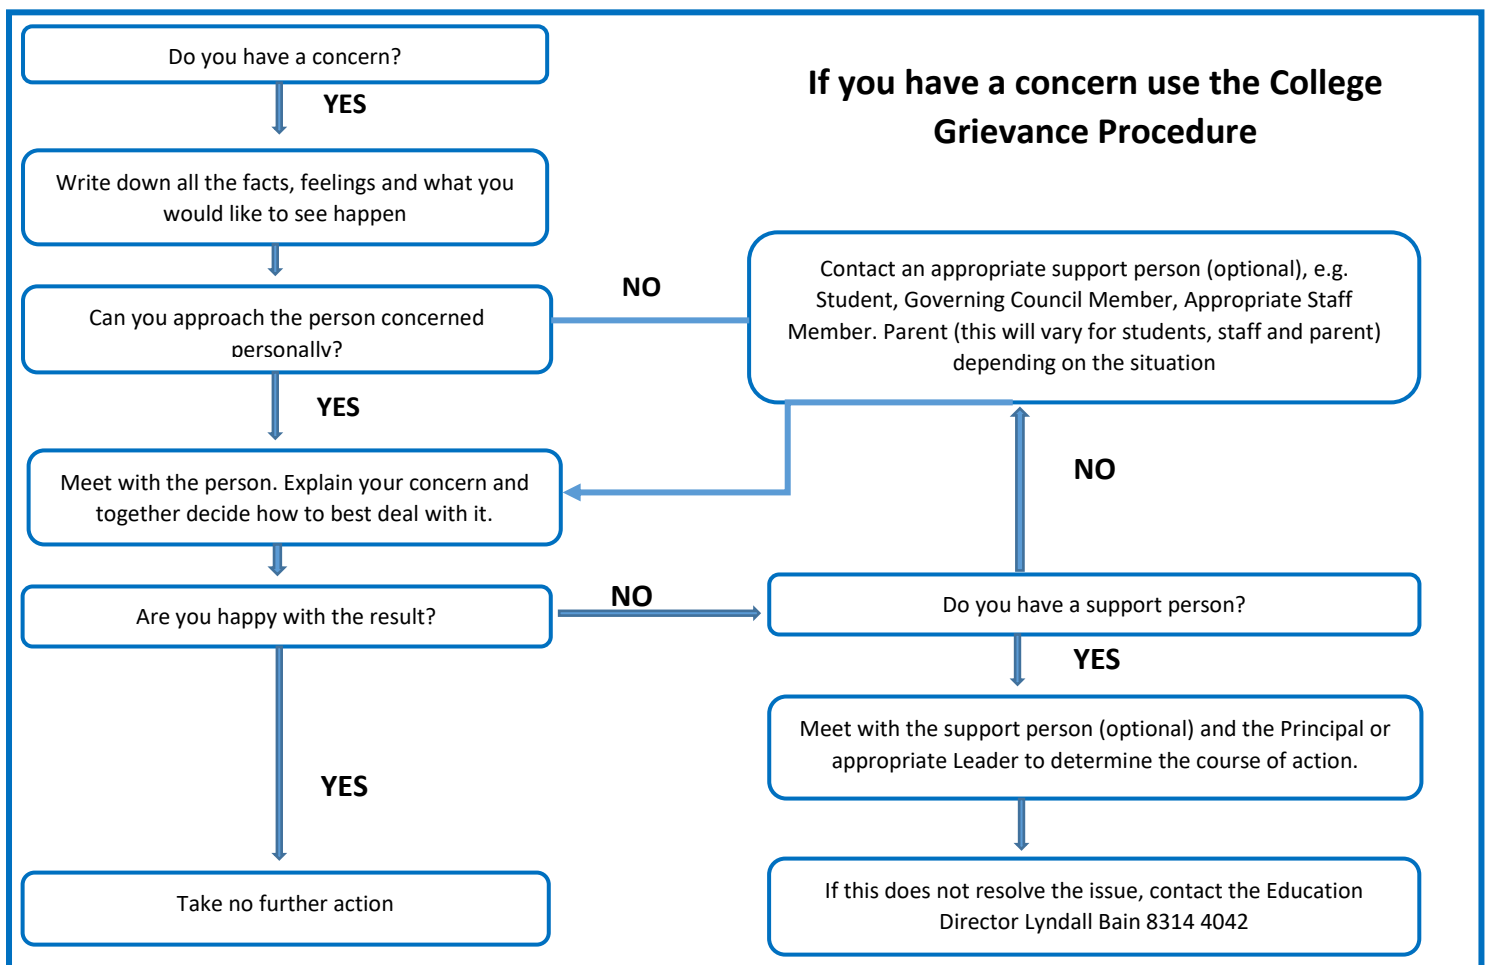 Do you have a concern?
YES
If you have a concern use the College
Grievance Procedure
Write down all the facts, feelings and what you
would like to see happen
Can you approach the person concerned
personally?
NO
Contact an appropriate support person (optional), e.g.
Student, Governing Council Member, Appropriate Staff
Member. Parent (this will vary for students, staff and parent)
depending on the situation
YES
Meet with the person. Explain your concern and
together decide how to best deal with it.
NO
Are you happy with the result?
NO
Do you have a support person?
YES
Meet with the support person (optional) and the Principal or
appropriate Leader to determine the course of action.
YES
Take no further action
If this does not resolve the issue, contact the Education
Director Lyndall Bain 8314 4042